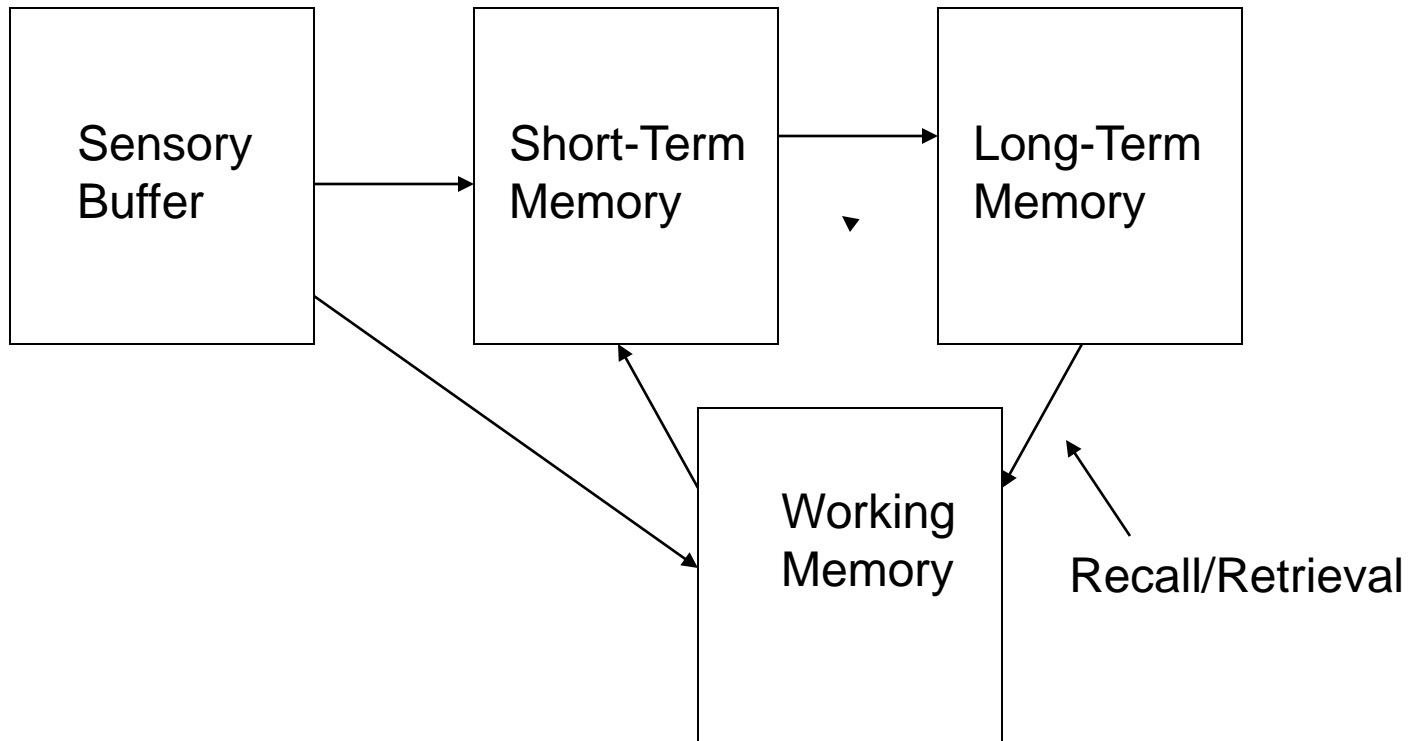 Sensory
Buffer
Short-Term
Memory
Long-Term
Memory
Working
Memory
Recall/Retrieval